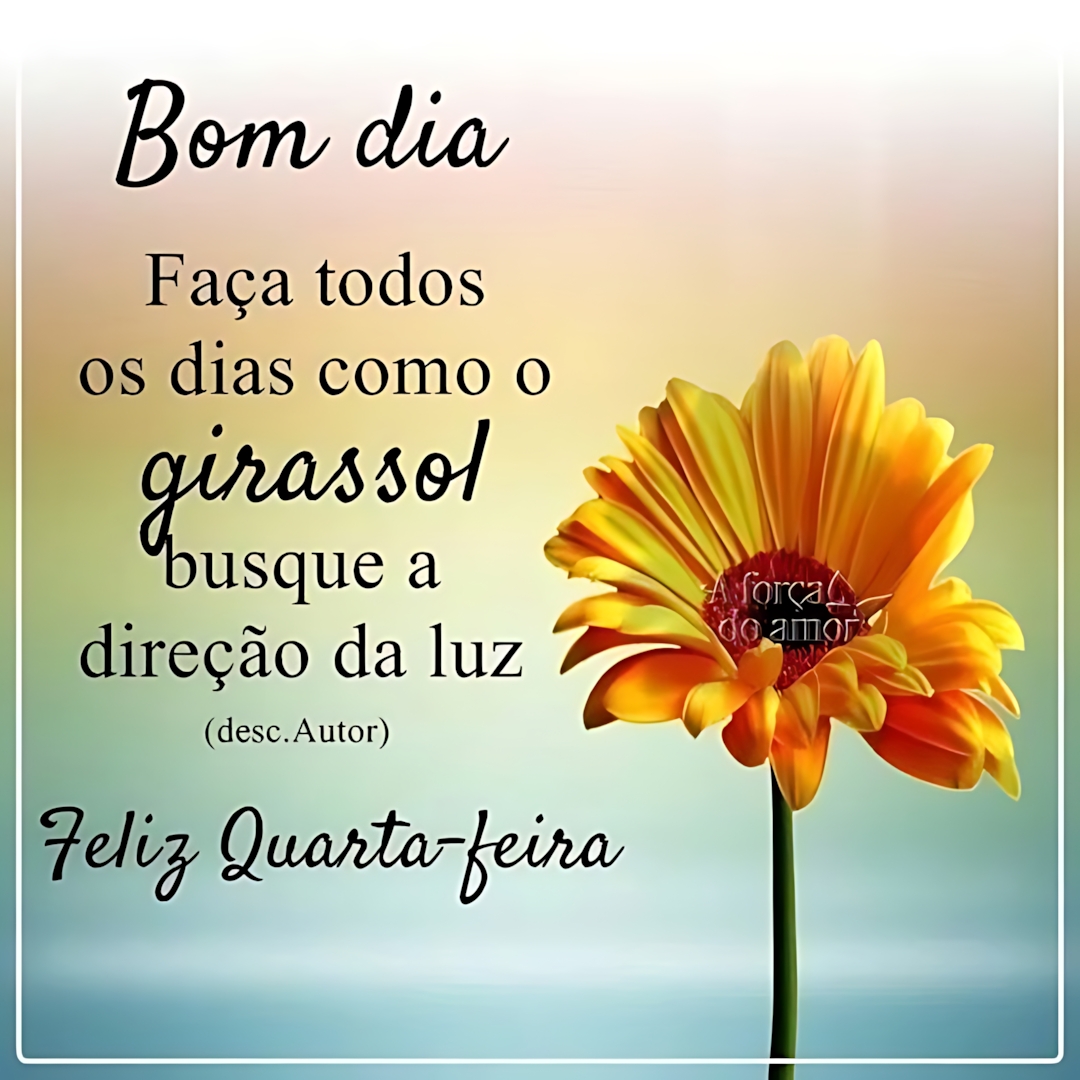 Bom dia
Faça todos
os dias como o
girassol
busque a
direção da luz
(desc.Autor)
Feliz Quarta-feira
A força
do amor